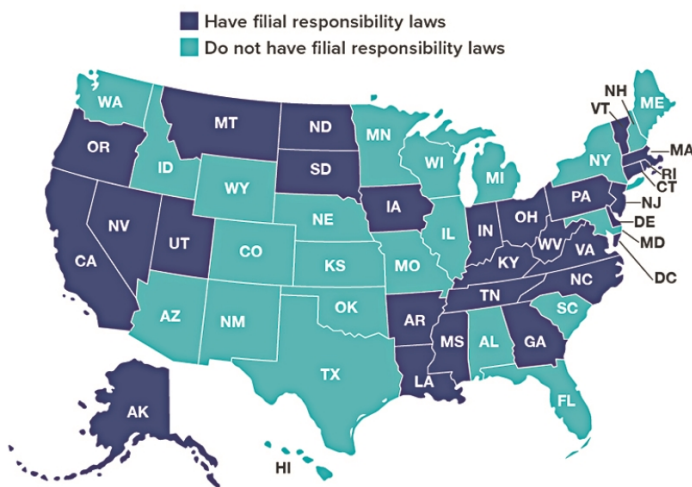 Have filial responsibility laws
Do not have filial responsibility laws
WA
MT
ND
MN
NH
ME
VT
OR
ID
SD
WI
MI
NY
MA
WY
RI
CT
NV
NE
IA
PA
NJ
UT
CO
IL
IN
OH
DE
CA
KS
MO
WV
VA
MD
KY
NC
DC
AZ
NM
OK
TN
AR
SC
MS
AL
GA
TX
LA
AK
FL
HI